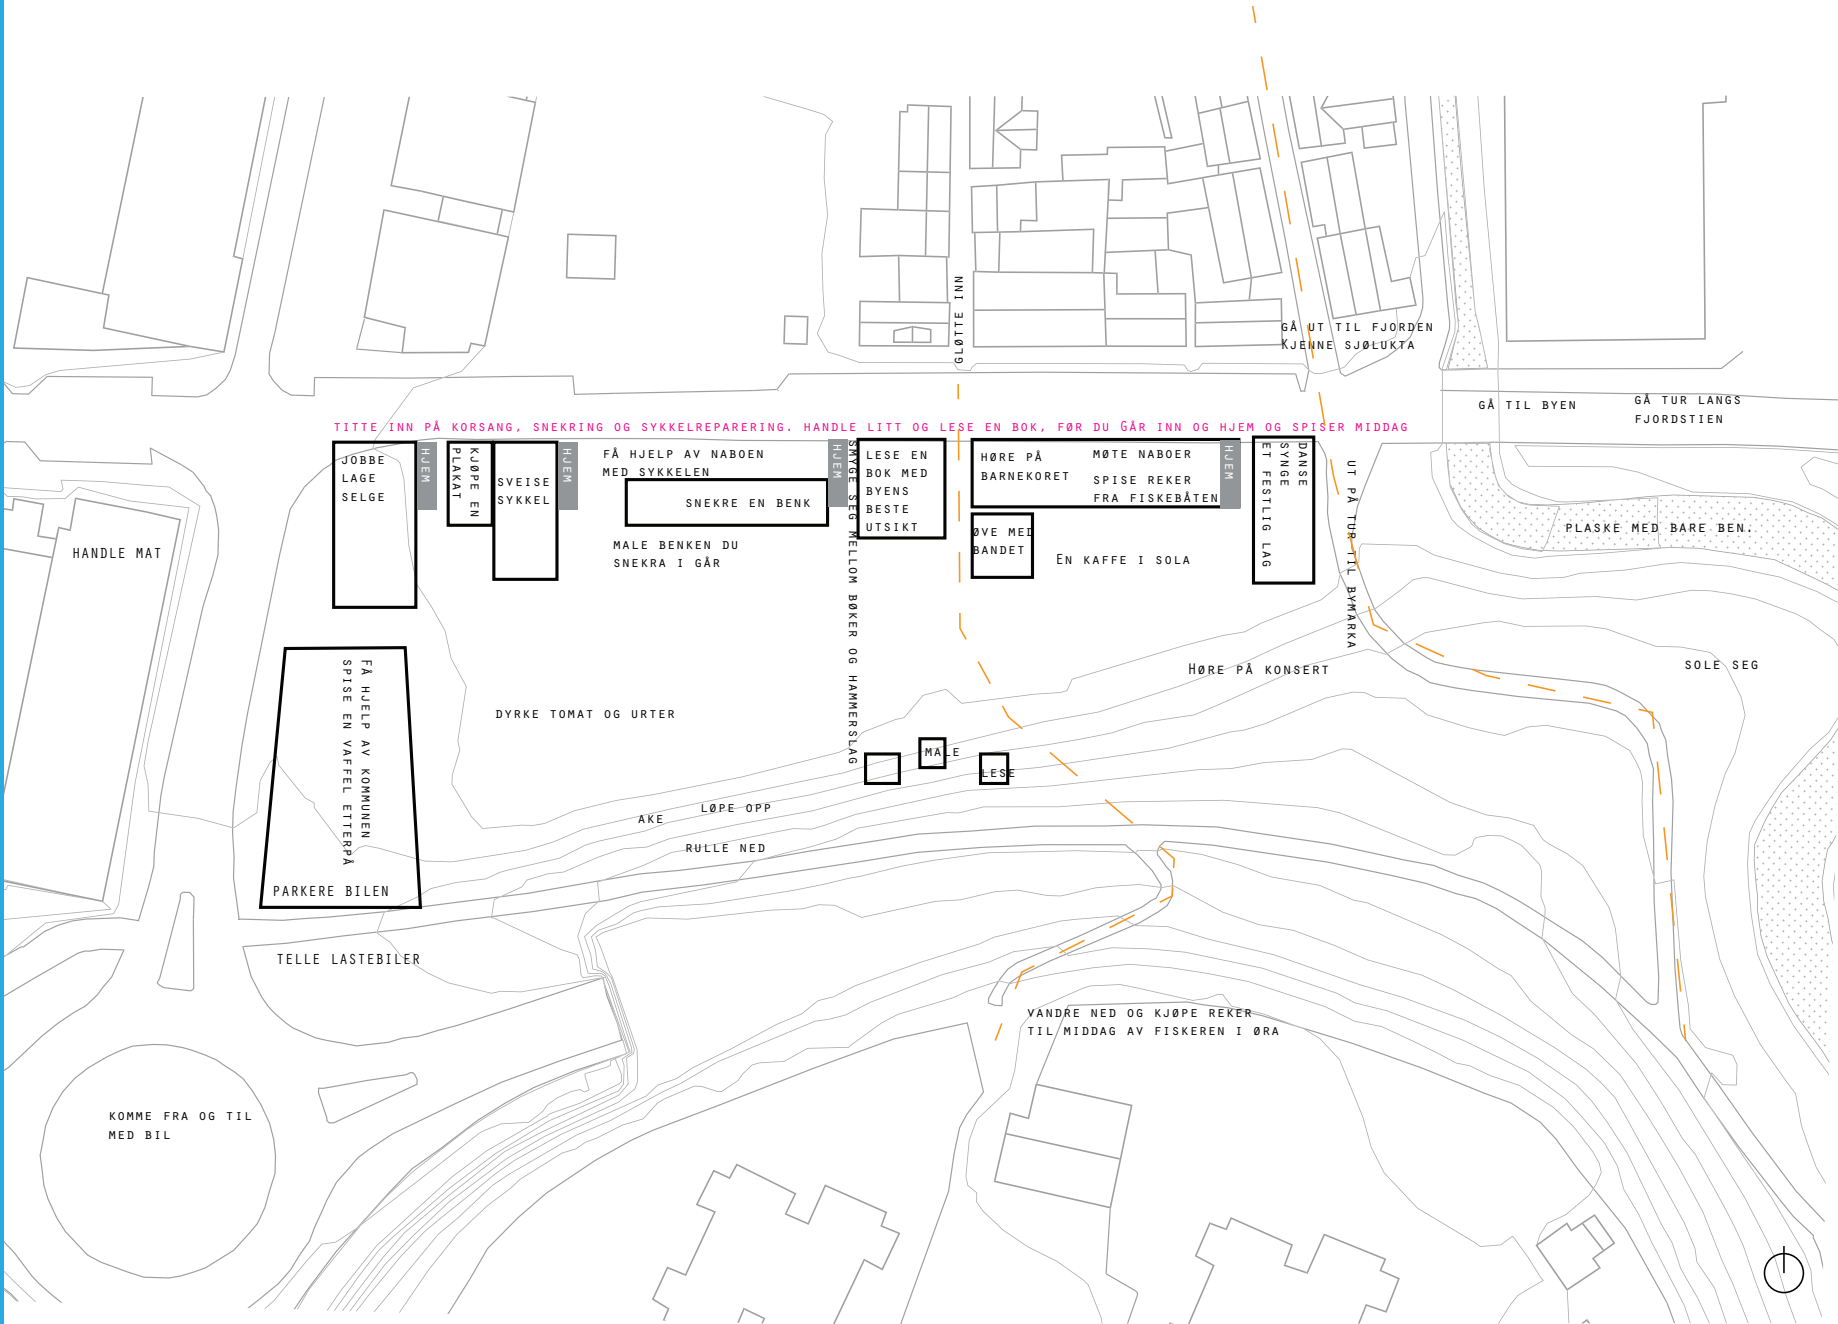 GLØTTE INN
GÅ UT TIL FJORDEN
KJENNE SJØLUKTA
GÅ TIL BYEN
GÅ TUR LANGS
FJORDSTIEN
TITTE INN PÅ KORSANG, SNEKRING OG SYKKELREPARERING. HANDLE LITT OG LESE EN BOK, FØR DU GÅR INN OG HJEM OG SPISER MIDDAG
JOBBE
LAGE
SELGE
HJEM
KJØPE EN
PLAKAT
SVEISE
SYKKEL
HJEM
FÅ HJELP AV NABOEN
MED SYKKELEN
SNEKRE EN BENK
MALE BENKEN DU
SNEKRA I GÅR
HJEM
SMYGE SEG MELLOM BØKER OG HAMMERSLAG
LESE EN
BOK MED
BYENS
BESTE
UTSIKT
HØRE PÅ
BARNEKORET
MØTE NABOER
SPISE REKER
FRA FISKEBÅTEN
HJEM
ØVE MED
BANDET
EN KAFFE I SOLA
DANSE
SYNGE
ET FESTLIG LAG
UT PÅ TUR TIL BYMARKA
PLASKE MED BARE BEN.
HANDLE MAT
SOLE SEG
HØRE PÅ KONSERT
FÅ HJELP AV KOMMUNEN
SPISE EN VAFFEL ETTERPÅ
PARKERE BILEN
DYRKE TOMAT OG URTER
MALE
LESE
AKE
LØPE OPP
RULLE NED
TELLE LASTEBILER
VANDRE NED OG KJØPE REKER
TIL MIDDAG AV FISKEREN I ØRA
KOMME FRA OG TIL
MED BIL